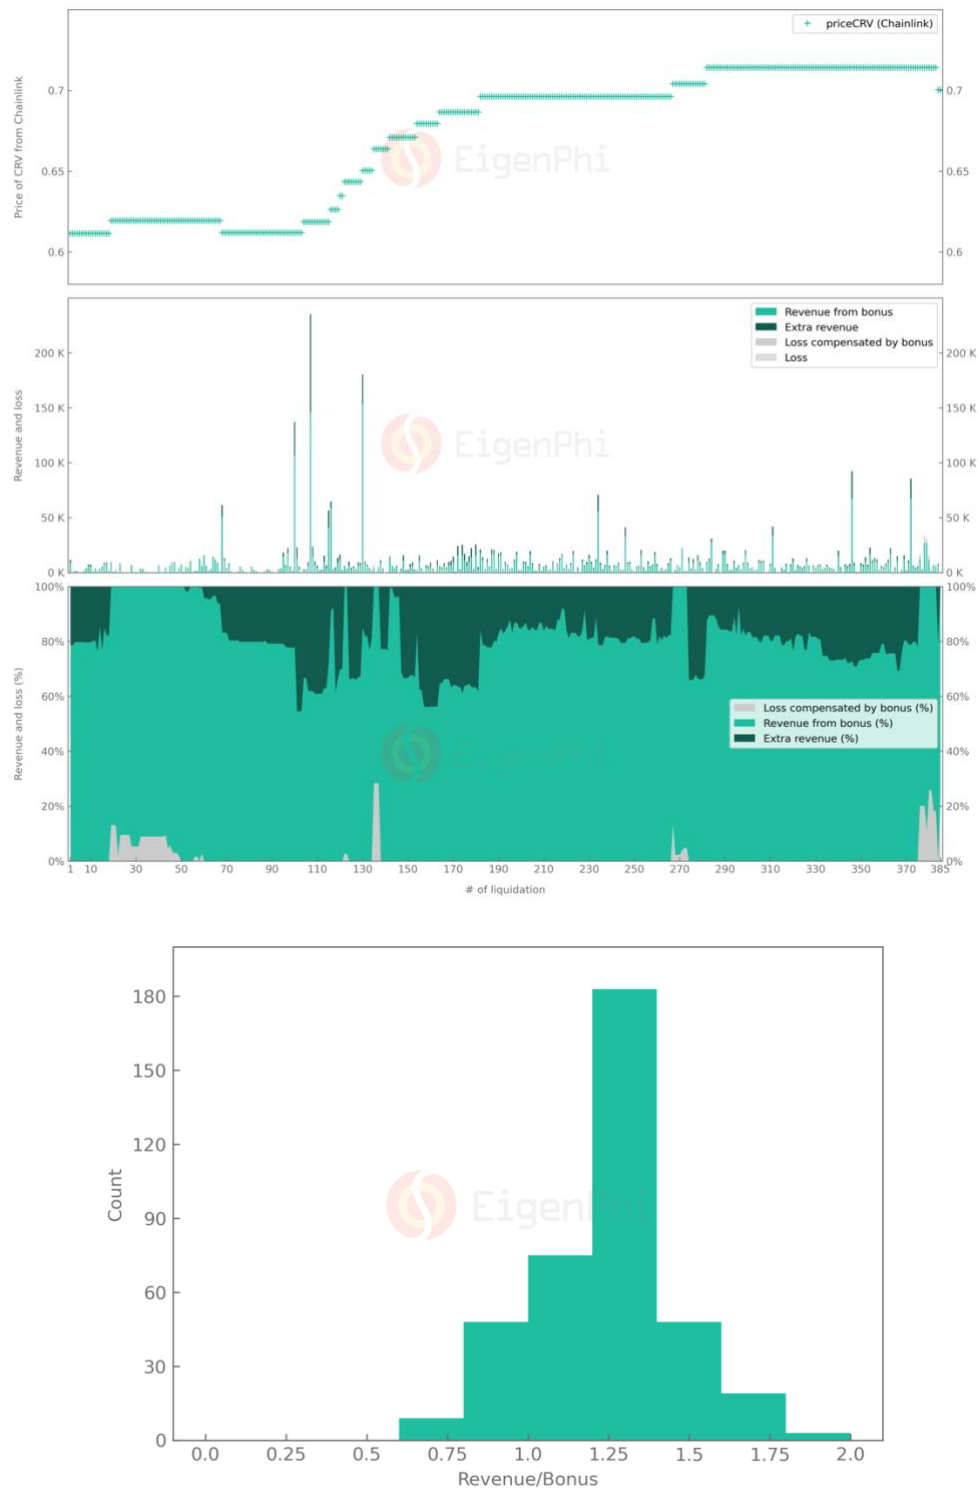 priceCRV (Chainlink)
Price of CRV from Chainlink
0.7
0.65
0.6
0.7
0.65
0.6
EigenPhi
Revenue from bonus
Extra revenue
Loss compensated by bonus
Loss
Revenue and loss
200 K
150 K
100 K
50 K
0 K
200 K
150 K
100 K
50 K
0 K
EigenPhi
Loss compensated by bonus (%)
Revenue from bonus (%)
Extra revenue (%)
Revenue and loss (%)
100%
80%
60%
40%
20%
0%
100%
80%
60%
40%
20%
0%
1 10 30 50 70 90 110 130 150 170 190 210 230 250 270 290 310 330 350 370 385
# of liquidation
Count
180
150
120
90
60
30
0
EigenPhi
0.0 0.25 0.5 0.75 1.0 1.25 1.5 1.75 2.0
Revenue/Bonus